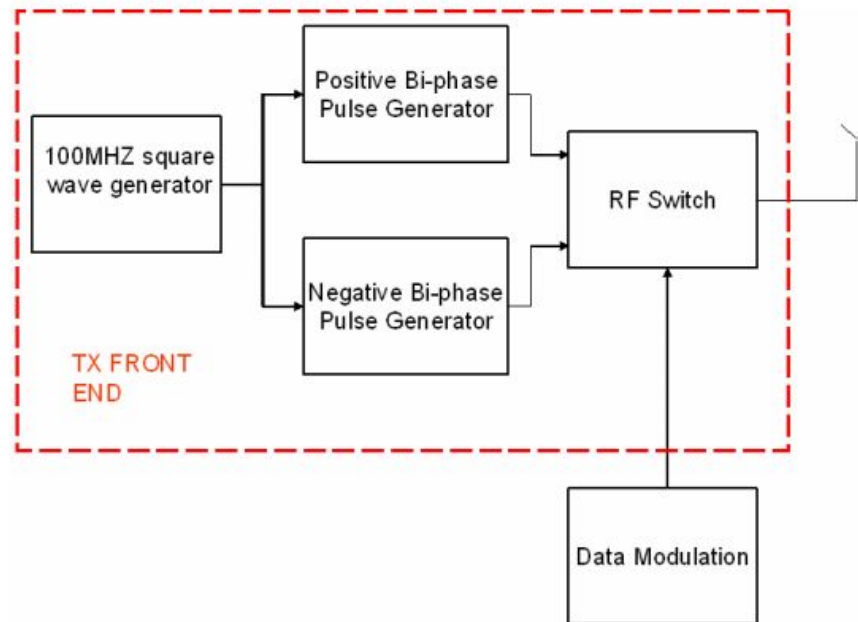 Positive Bi-phase
Pulse Generator
100MHZ square
wave generator
RF Switch
Negative Bi-phase
Pulse Generator
TX FRONT
END
Data Modulation